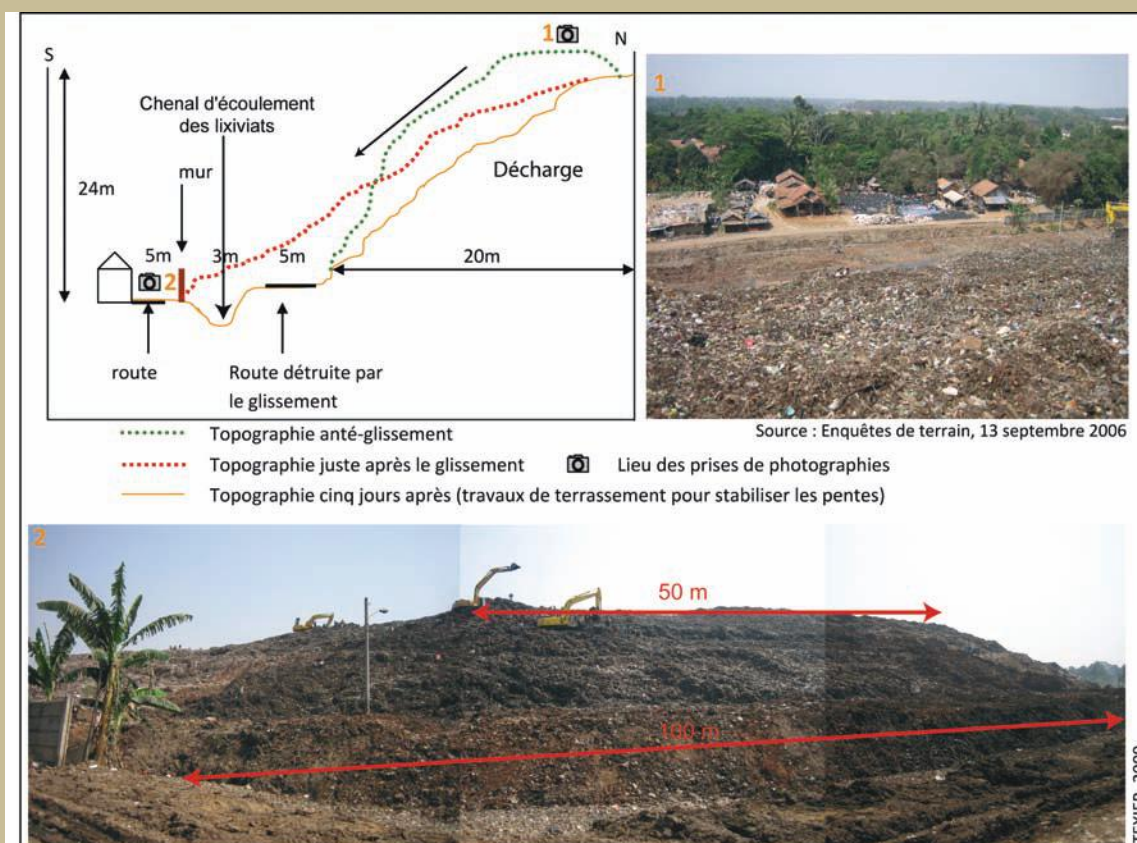 S
1
N
1
Chenal d'écoulement
des lixiviats
24m
mur
Décharge
5m
3m
5m
20m
2
route
Route détruite par
le glissement
Source : Enquêtes de terrain, 13 septembre 2006
Topographie anté-glissement
Topographie juste après le glissement
Lieu des prises de photographies
Topographie cinq jours après (travaux de terrassement pour stabiliser les pentes)
2
50 m
100 m